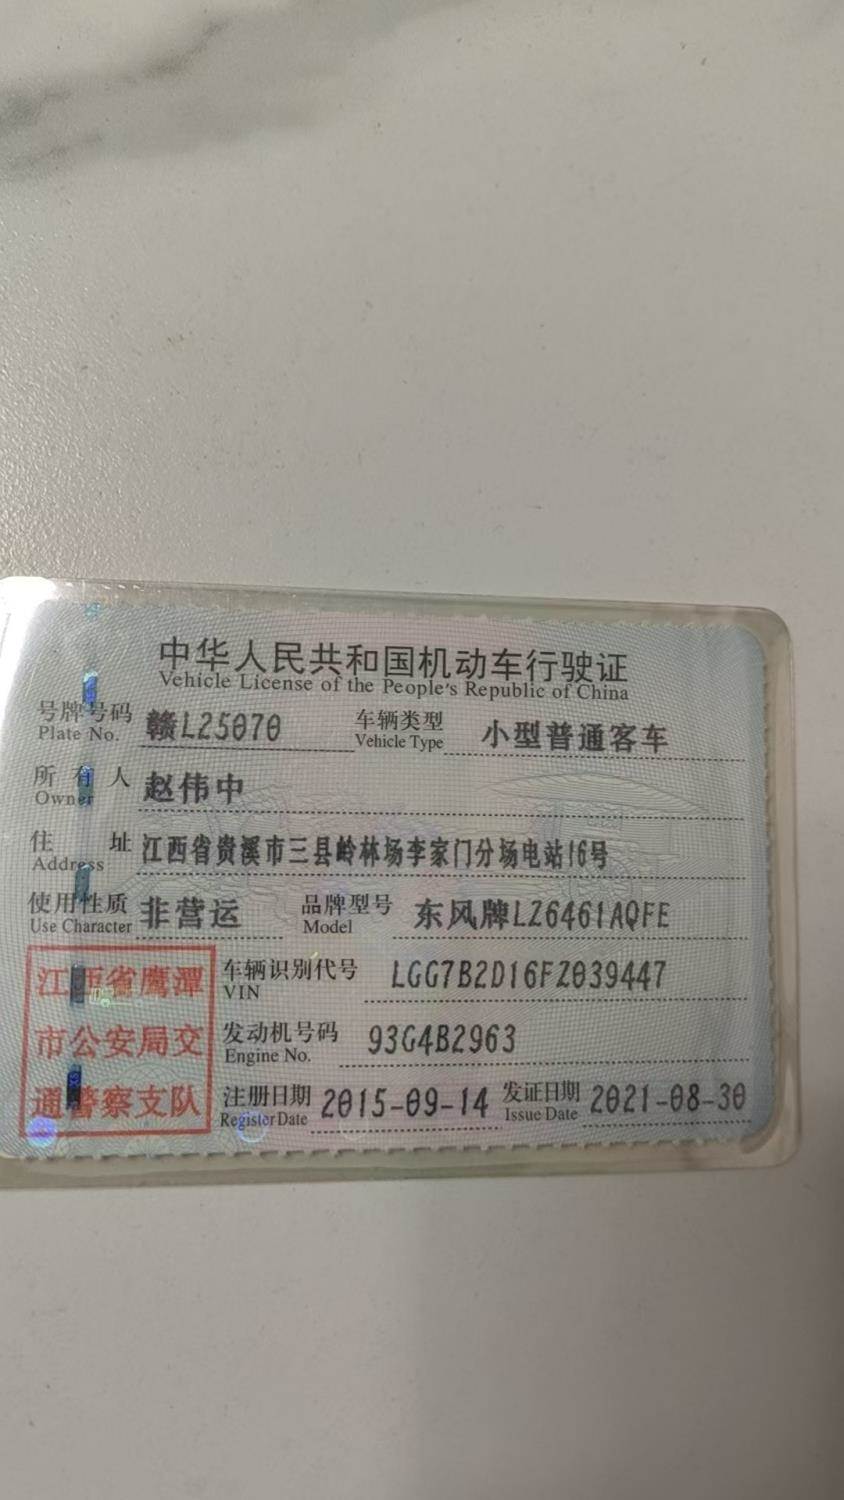 中华人民共和国机动车行驶证
Vehicle License of the People's Republic of China
号牌号码 赣L25070 车辆类型 小型普通客车
Plate No. Vehicle Type
所有人 赵伟中
Owner
住址 江西省贵溪市三县岭林场李家门分场电站16号
Address
使用性质 非营运 品牌型号 东风牌LZ6461AQFE
Use Character Model
江西省鹰潭
市公安局交
通警察支队
车辆识别代号 LGG7B2D16FZ039447
VIN
发动机号码 93G4B2963
Engine No.
注册日期 2015-09-14 发证日期 2021-08-30
Register Date Issue Date